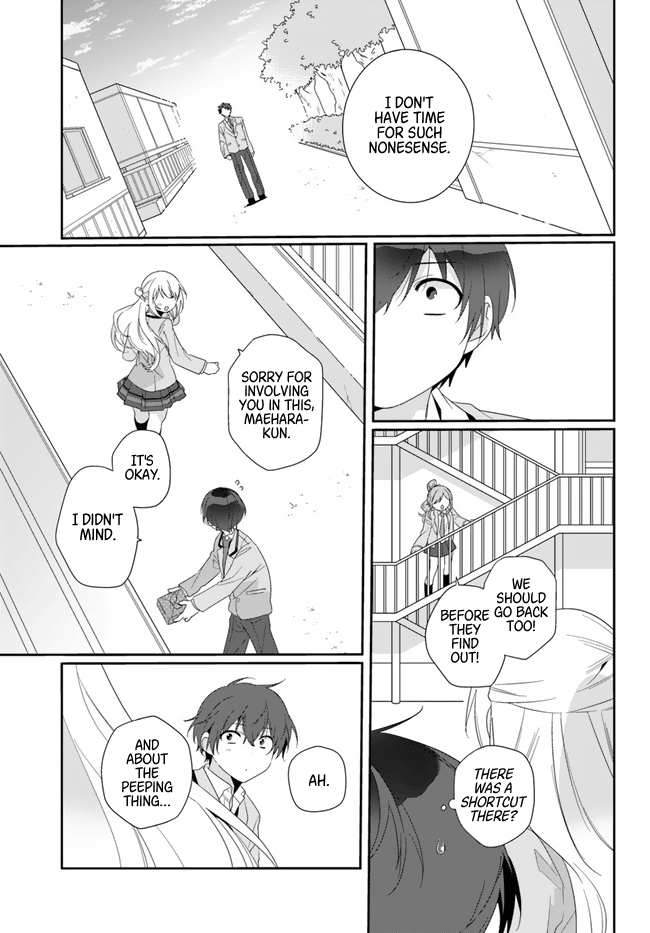 I DON'T
HAVE TIME
FOR SUCH
NONESENSE.
SORRY FOR
INVOLVING
YOU IN THIS,
MAEHARA-
KUN.
IT'S
OKAY.
I DIDN'T
MIND.
WE
SHOULD
GO BACK
TOO!
BEFORE
THEY
FIND
OUT!
THERE
WAS A
SHORTCUT
THERE?
AH.
AND
ABOUT
THE
PEEPING
THING...